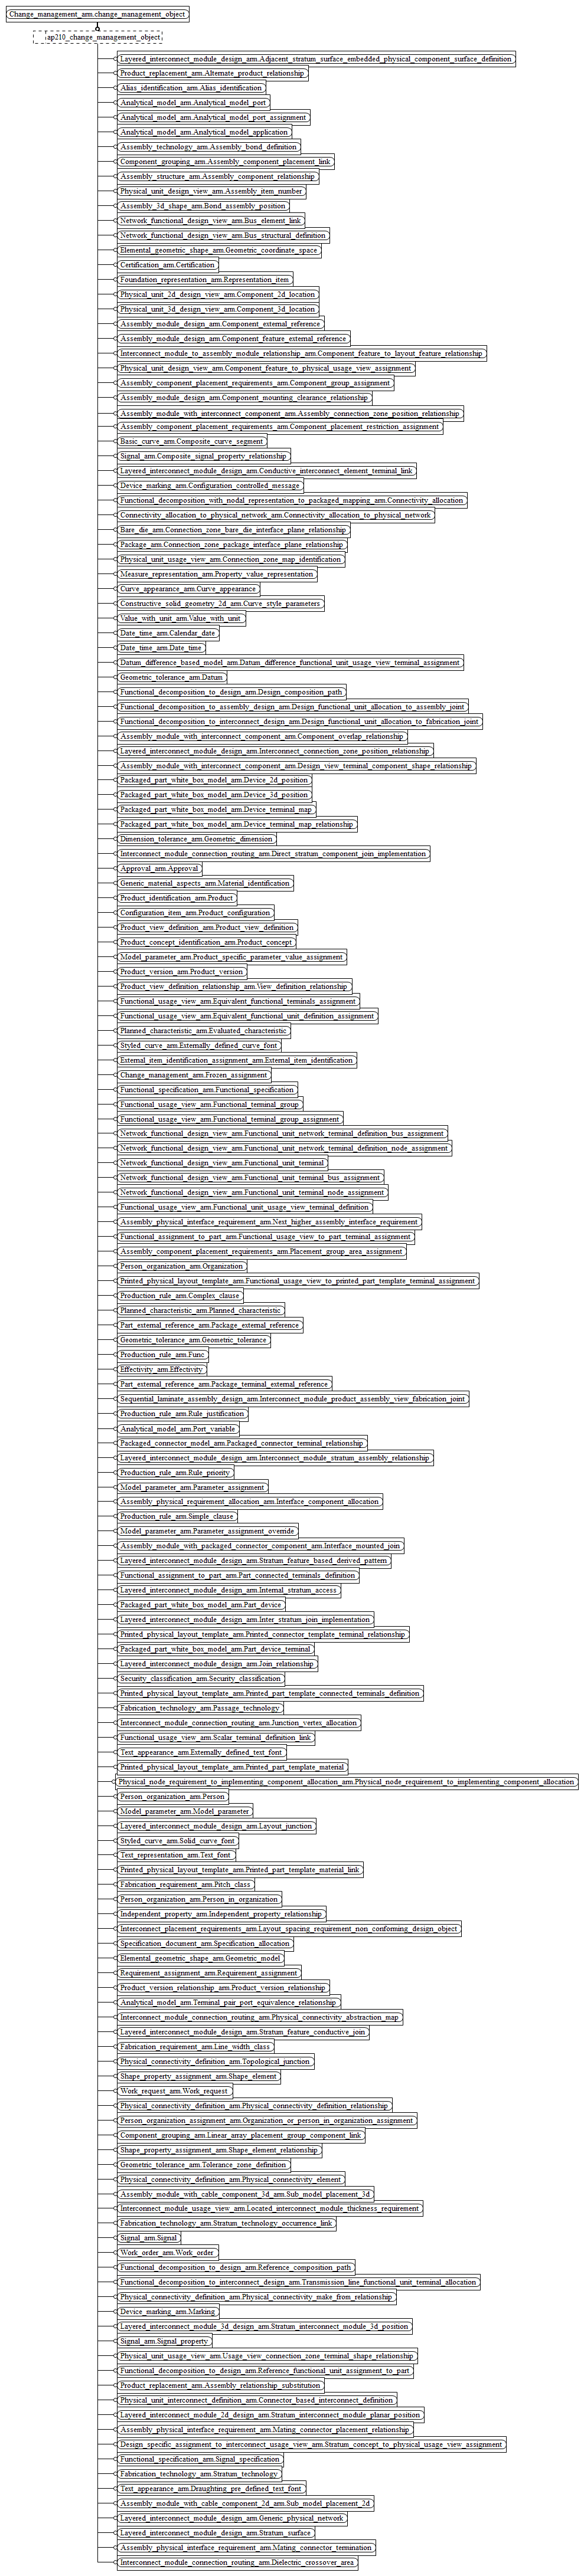 Change_management_arm.change_management_object
ap210_change_management_object
Layered_interconnect_module_design_arm.Adjacent_stratum_surface_embedded_physical_component_surface_definition
Product_replacement_arm.Alternate_product_relationship
Alias_identification_arm.Alias_identification
Analytical_model_arm.Analytical_model_port
Analytical_model_arm.Analytical_model_port_assignment
Analytical_model_arm.Analytical_model_application
Assembly_technology_arm.Assembly_bond_definition
Component_grouping_arm.Assembly_component_placement_link
Assembly_structure_arm.Assembly_component_relationship
Physical_unit_design_view_arm.Assembly_item_number
Assembly_3d_shape_arm.Bond_assembly_position
Network_functional_design_view_arm.Bus_element_link
Network_functional_design_view_arm.Bus_structural_definition
Elemental_geometric_shape_arm.Geometric_coordinate_space
Certification_arm.Certification
Foundation_representation_arm.Representation_item
Physical_unit_2d_design_view_arm.Component_2d_location
Physical_unit_3d_design_view_arm.Component_3d_location
Assembly_module_design_arm.Component_external_reference
Assembly_module_design_arm.Component_feature_external_reference
Interconnect_module_to_assembly_module_relationship_arm.Component_feature_to_layout_feature_relationship
Physical_unit_design_view_arm.Component_feature_to_physical_usage_view_assignment
Assembly_component_placement_requirements_arm.Component_group_assignment
Assembly_module_design_arm.Component_mounting_clearance_relationship
Assembly_module_with_interconnect_component_arm.Assembly_connection_zone_position_relationship
Assembly_component_placement_requirements_arm.Component_placement_restriction_assignment
Basic_curve_arm.Composite_curve_segment
Signal_arm.Composite_signal_property_relationship
Layered_interconnect_module_design_arm.Conductive_interconnect_element_terminal_link
Device_marking_arm.Configuration_controlled_message
Functional_decomposition_with_nodal_representation_to_packaged_mapping_arm.Connectivity_allocation
Connectivity_allocation_to_physical_network_arm.Connectivity_allocation_to_physical_network
Bare_die_arm.Connection_zone_bare_die_interface_plane_relationship
Package_arm.Connection_zone_package_interface_plane_relationship
Physical_unit_usage_view_arm.Connection_zone_map_identification
Measure_representation_arm.Property_value_representation
Curve_appearance_arm.Curve_appearance
Constructive_solid_geometry_2d_arm.Curve_style_parameters
Value_with_unit_arm.Value_with_unit
Date_time_arm.Calendar_date
Date_time_arm.Date_time
Datum_difference_based_model_arm.Datum_difference_functional_unit_usage_view_terminal_assignment
Geometric_tolerance_arm.Datum
Functional_decomposition_to_design_arm.Design_composition_path
Functional_decomposition_to_assembly_design_arm.Design_functional_unit_allocation_to_assembly_joint
Functional_decomposition_to_interconnect_design_arm.Design_functional_unit_allocation_to_fabrication_joint
Assembly_module_with_interconnect_component_arm.Component_overlap_relationship
Layered_interconnect_module_design_arm.Interconnect_connection_zone_position_relationship
Assembly_module_with_interconnect_component_arm.Design_view_terminal_component_shape_relationship
Packaged_part_white_box_model_arm.Device_2d_position
Packaged_part_white_box_model_arm.Device_3d_position
Packaged_part_white_box_model_arm.Device_terminal_map
Packaged_part_white_box_model_arm.Device_terminal_map_relationship
Dimension_tolerance_arm.Geometric_dimension
Interconnect_module_connection_routing_arm.Direct_stratum_component_join_implementation
Approval_arm.Approval
Generic_material_aspects_arm.Material_identification
Product_identification_arm.Product
Configuration_item_arm.Product_configuration
Product_view_definition_arm.Product_view_definition
Product_concept_identification_arm.Product_concept
Model_parameter_arm.Product_specific_parameter_value_assignment
Product_version_arm.Product_version
Product_view_definition_relationship_arm.View_definition_relationship
Functional_usage_view_arm.Equivalent_functional_terminals_assignment
Functional_usage_view_arm.Equivalent_functional_unit_definition_assignment
Planned_characteristic_arm.Evaluated_characteristic
Styled_curve_arm.Externally_defined_curve_font
External_item_identification_assignment_arm.External_item_identification
Change_management_arm.Frozen_assignment
Functional_specification_arm.Functional_specification
Functional_usage_view_arm.Functional_terminal_group
Functional_usage_view_arm.Functional_terminal_group_assignment
Network_functional_design_view_arm.Functional_unit_network_terminal_definition_bus_assignment
Network_functional_design_view_arm.Functional_unit_network_terminal_definition_node_assignment
Network_functional_design_view_arm.Functional_unit_terminal
Network_functional_design_view_arm.Functional_unit_terminal_bus_assignment
Network_functional_design_view_arm.Functional_unit_terminal_node_assignment
Functional_usage_view_arm.Functional_unit_usage_view_terminal_definition
Assembly_physical_interface_requirement_arm.Next_higher_assembly_interface_requirement
Functional_assignment_to_part_arm.Functional_usage_view_to_part_terminal_assignment
Assembly_component_placement_requirements_arm.Placement_group_area_assignment
Person_organization_arm.Organization
Printed_physical_layout_template_arm.Functional_usage_view_to_printed_part_template_terminal_assignment
Production_rule_arm.Complex_clause
Planned_characteristic_arm.Planned_characteristic
Part_external_reference_arm.Package_external_reference
Geometric_tolerance_arm.Geometric_tolerance
Production_rule_arm.Func
Effectivity_arm.Effectivity
Part_external_reference_arm.Package_terminal_external_reference
Sequential_laminate_assembly_design_arm.Interconnect_module_product_assembly_view_fabrication_joint
Production_rule_arm.Rule_justification
Analytical_model_arm.Port_variable
Packaged_connector_model_arm.Packaged_connector_terminal_relationship
Layered_interconnect_module_design_arm.Interconnect_module_stratum_assembly_relationship
Production_rule_arm.Rule_priority
Model_parameter_arm.Parameter_assignment
Assembly_physical_requirement_allocation_arm.Interface_component_allocation
Production_rule_arm.Simple_clause
Model_parameter_arm.Parameter_assignment_override
Assembly_module_with_packaged_connector_component_arm.Interface_mounted_join
Layered_interconnect_module_design_arm.Stratum_feature_based_derived_pattern
Functional_assignment_to_part_arm.Part_connected_terminals_definition
Layered_interconnect_module_design_arm.Internal_stratum_access
Packaged_part_white_box_model_arm.Part_device
Layered_interconnect_module_design_arm.Inter_stratum_join_implementation
Printed_physical_layout_template_arm.Printed_connector_template_terminal_relationship
Packaged_part_white_box_model_arm.Part_device_terminal
Layered_interconnect_module_design_arm.Join_relationship
Security_classification_arm.Security_classification
Printed_physical_layout_template_arm.Printed_part_template_connected_terminals_definition
Fabrication_technology_arm.Passage_technology
Interconnect_module_connection_routing_arm.Junction_vertex_allocation
Functional_usage_view_arm.Scalar_terminal_definition_link
Text_appearance_arm.Externally_defined_text_font
Printed_physical_layout_template_arm.Printed_part_template_material
Physical_node_requirement_to_implementing_component_allocation_arm.Physical_node_requirement_to_implementing_component_allocation
Person_organization_arm.Person
Model_parameter_arm.Model_parameter
Layered_interconnect_module_design_arm.Layout_junction
Styled_curve_arm.Solid_curve_font
Text_representation_arm.Text_font
Printed_physical_layout_template_arm.Printed_part_template_material_link
Fabrication_requirement_arm.Pitch_class
Person_organization_arm.Person_in_organization
Independent_property_arm.Independent_property_relationship
Interconnect_placement_requirements_arm.Layout_spacing_requirement_non_conforming_design_object
Specification_document_arm.Specification_allocation
Elemental_geometric_shape_arm.Geometric_model
Requirement_assignment_arm.Requirement_assignment
Product_version_relationship_arm.Product_version_relationship
Analytical_model_arm.Terminal_pair_port_equivalence_relationship
Interconnect_module_connection_routing_arm.Physical_connectivity_abstraction_map
Layered_interconnect_module_design_arm.Stratum_feature_conductive_join
Fabrication_requirement_arm.Line_width_class
Physical_connectivity_definition_arm.Topological_junction
Shape_property_assignment_arm.Shape_element
Work_request_arm.Work_request
Physical_connectivity_definition_arm.Physical_connectivity_definition_relationship
Person_organization_assignment_arm.Organization_or_person_in_organization_assignment
Component_grouping_arm.Linear_array_placement_group_component_link
Shape_property_assignment_arm.Shape_element_relationship
Geometric_tolerance_arm.Tolerance_zone_definition
Physical_connectivity_definition_arm.Physical_connectivity_element
Assembly_module_with_cable_component_3d_arm.Sub_model_placement_3d
Interconnect_module_usage_view_arm.Located_interconnect_module_thickness_requirement
Fabrication_technology_arm.Stratum_technology_occurrence_link
Signal_arm.Signal
Work_order_arm.Work_order
Functional_decomposition_to_design_arm.Reference_composition_path
Functional_decomposition_to_interconnect_design_arm.Transmission_line_functional_unit_terminal_allocation
Physical_connectivity_definition_arm.Physical_connectivity_make_from_relationship
Device_marking_arm.Marking
Layered_interconnect_module_3d_design_arm.Stratum_interconnect_module_3d_position
Signal_arm.Signal_property
Physical_unit_usage_view_arm.Usage_view_connection_zone_terminal_shape_relationship
Functional_decomposition_to_design_arm.Reference_functional_unit_assignment_to_part
Product_replacement_arm.Assembly_relationship_substitution
Physical_unit_interconnect_definition_arm.Connector_based_interconnect_definition
Layered_interconnect_module_2d_design_arm.Stratum_interconnect_module_planar_position
Assembly_physical_interface_requirement_arm.Mating_connector_placement_relationship
Design_specific_assignment_to_interconnect_usage_view_arm.Stratum_concept_to_physical_usage_view_assignment
Functional_specification_arm.Signal_specification
Fabrication_technology_arm.Stratum_technology
Text_appearance_arm.Draughting_pre_defined_text_font
Assembly_module_with_cable_component_2d_arm.Sub_model_placement_2d
Layered_interconnect_module_design_arm.Generic_physical_network
Layered_interconnect_module_design_arm.Stratum_surface
Assembly_physical_interface_requirement_arm.Mating_connector_termination
Interconnect_module_connection_routing_arm.Dielectric_crossover_area